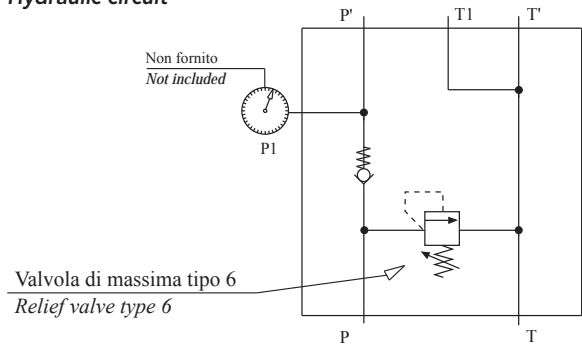 Hydraulic circuit
P'
T1
T'
Non fornito
Not included
P1
Valvola di massima tipo 6
Relief valve type 6
P
T